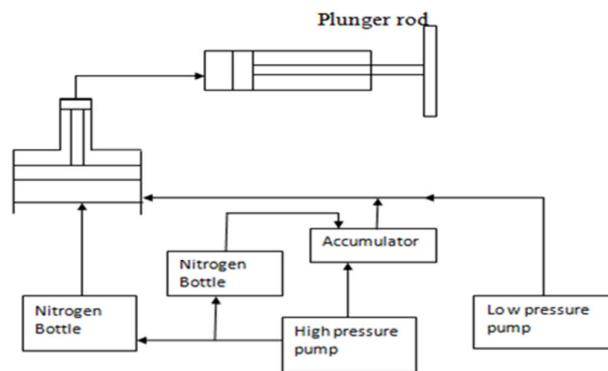 Plunger rod
Accumulator
Nitrogen
Bottle
Nitrogen
Bottle
High pressure
pump
Low pressure
pump